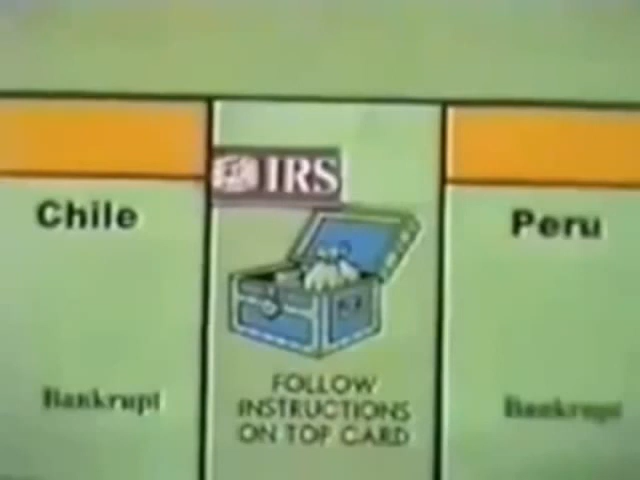 IRS
Chile
Peru
FOLLOW
INSTRUCTIONS
ON TOP CARD
Bankrupt
Bankrupt